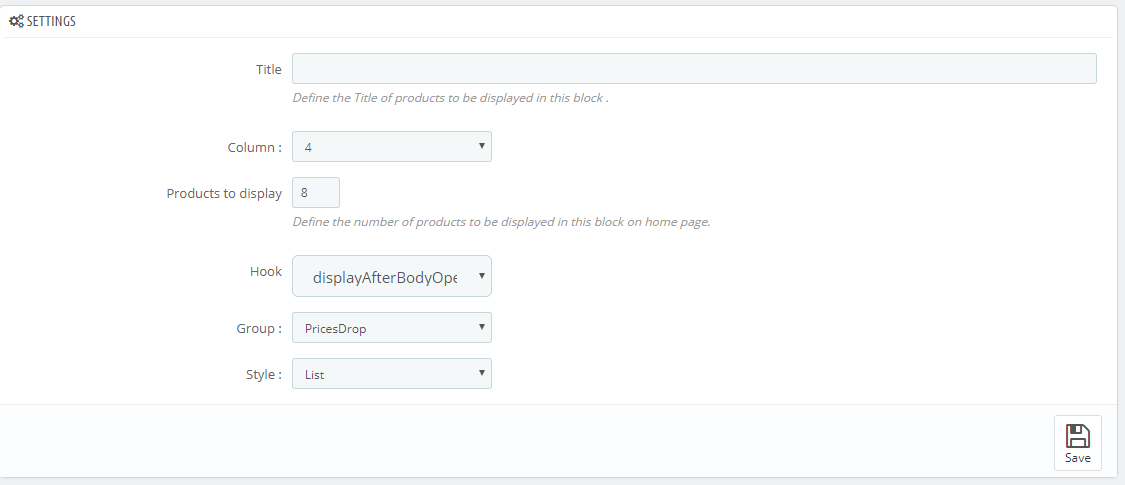 SETTINGS
Title
Define the Title of products to be displayed in this block .
Column : 4
Products to display 8
Define the number of products to be displayed in this block on home page.
Hook displayAfterBodyOpe
Group : PricesDrop
Style : List
Save